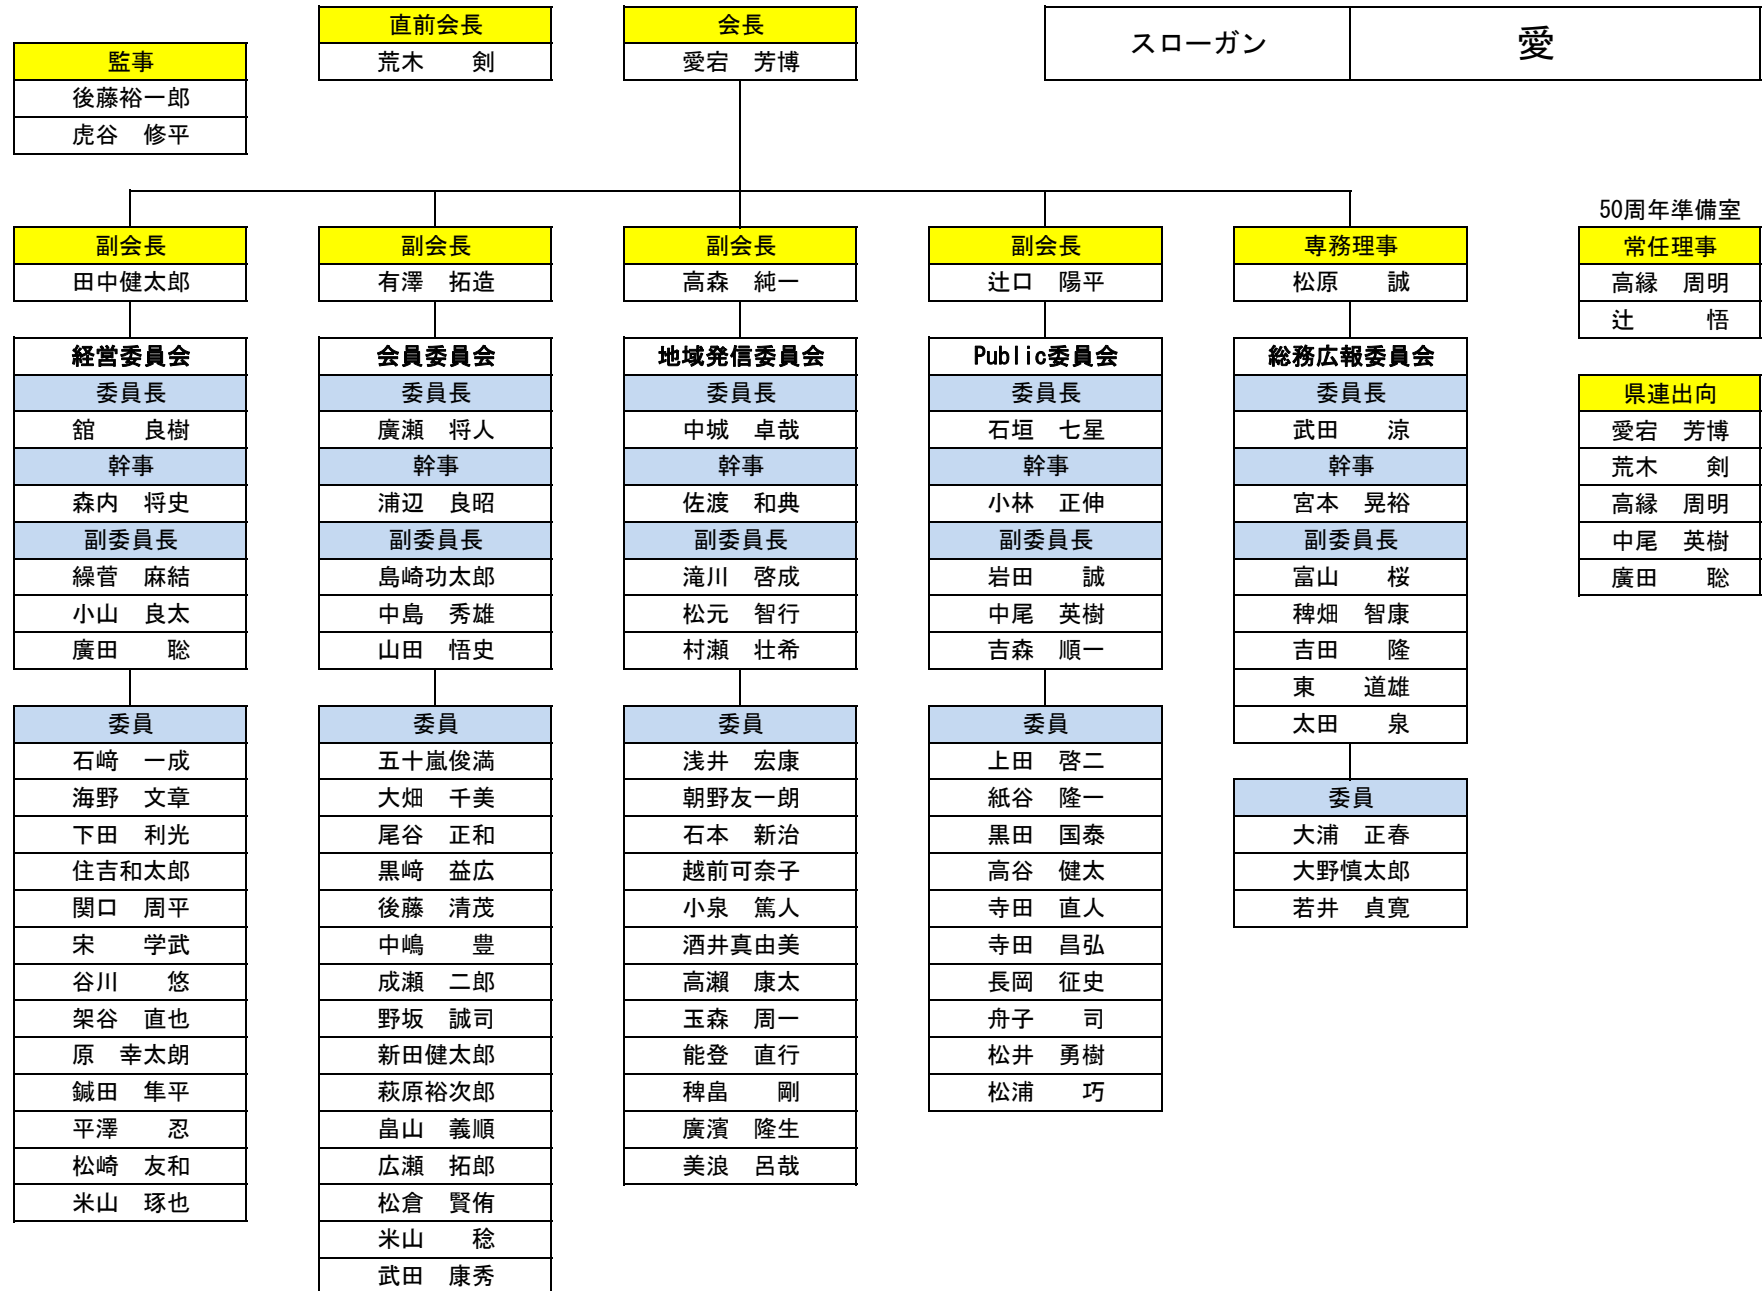 直前会長
荒木　剣
会長
愛宕　芳博
スローガン
愛
監事
後藤裕一郎
虎谷　修平
副会長
田中健太郎
経営委員会
委員長
舘　良樹
幹事
森内　将史
副委員長
繰菅　麻結
小山　良太
廣田　聡
委員
石﨑　一成
海野　文章
下田　利光
住吉和太郎
関口　周平
宋　学武
谷川　悠
架谷　直也
原　幸太朗
鍼田　隼平
平澤　忍
松崎　友和
米山　琢也
副会長
有澤　拓造
会員委員会
委員長
廣瀬　将人
幹事
浦辺　良昭
副委員長
島崎功太郎
中島　秀雄
山田　悟史
委員
五十嵐俊満
大畑　千美
尾谷　正和
黒﨑　益広
後藤　清茂
中嶋　豊
成瀬　二郎
野坂　誠司
新田健太郎
萩原裕次郎
畠山　義順
広瀬　拓郎
松倉　賢侑
米山　稔
武田　康秀
副会長
高森　純一
地域発信委員会
委員長
中城　卓哉
幹事
佐渡　和典
副委員長
滝川　啓成
松元　智行
村瀬　壮希
委員
浅井　宏康
朝野友一朗
石本　新治
越前可奈子
小泉　篤人
酒井真由美
高瀬　康太
玉森　周一
能登　直行
稗畠　剛
廣濱　隆生
美浪　呂哉
副会長
辻口　陽平
Public委員会
委員長
石垣　七星
幹事
小林　正伸
副委員長
岩田　誠
中尾　英樹
吉森　順一
委員
上田　啓二
紙谷　隆一
黒田　国泰
高谷　健太
寺田　直人
寺田　昌弘
長岡　征史
舟子　司
松井　勇樹
松浦　巧
専務理事
松原　誠
総務広報委員会
委員長
武田　涼
幹事
宮本　晃裕
副委員長
富山　桜
稗畑　智康
吉田　隆
東　道雄
太田　泉
委員
大浦　正春
大野慎太郎
若井　貞寛
50周年準備室
常任理事
高縁　周明
辻　悟
県連出向
愛宕　芳博
荒木　剣
高縁　周明
中尾　英樹
廣田　聡